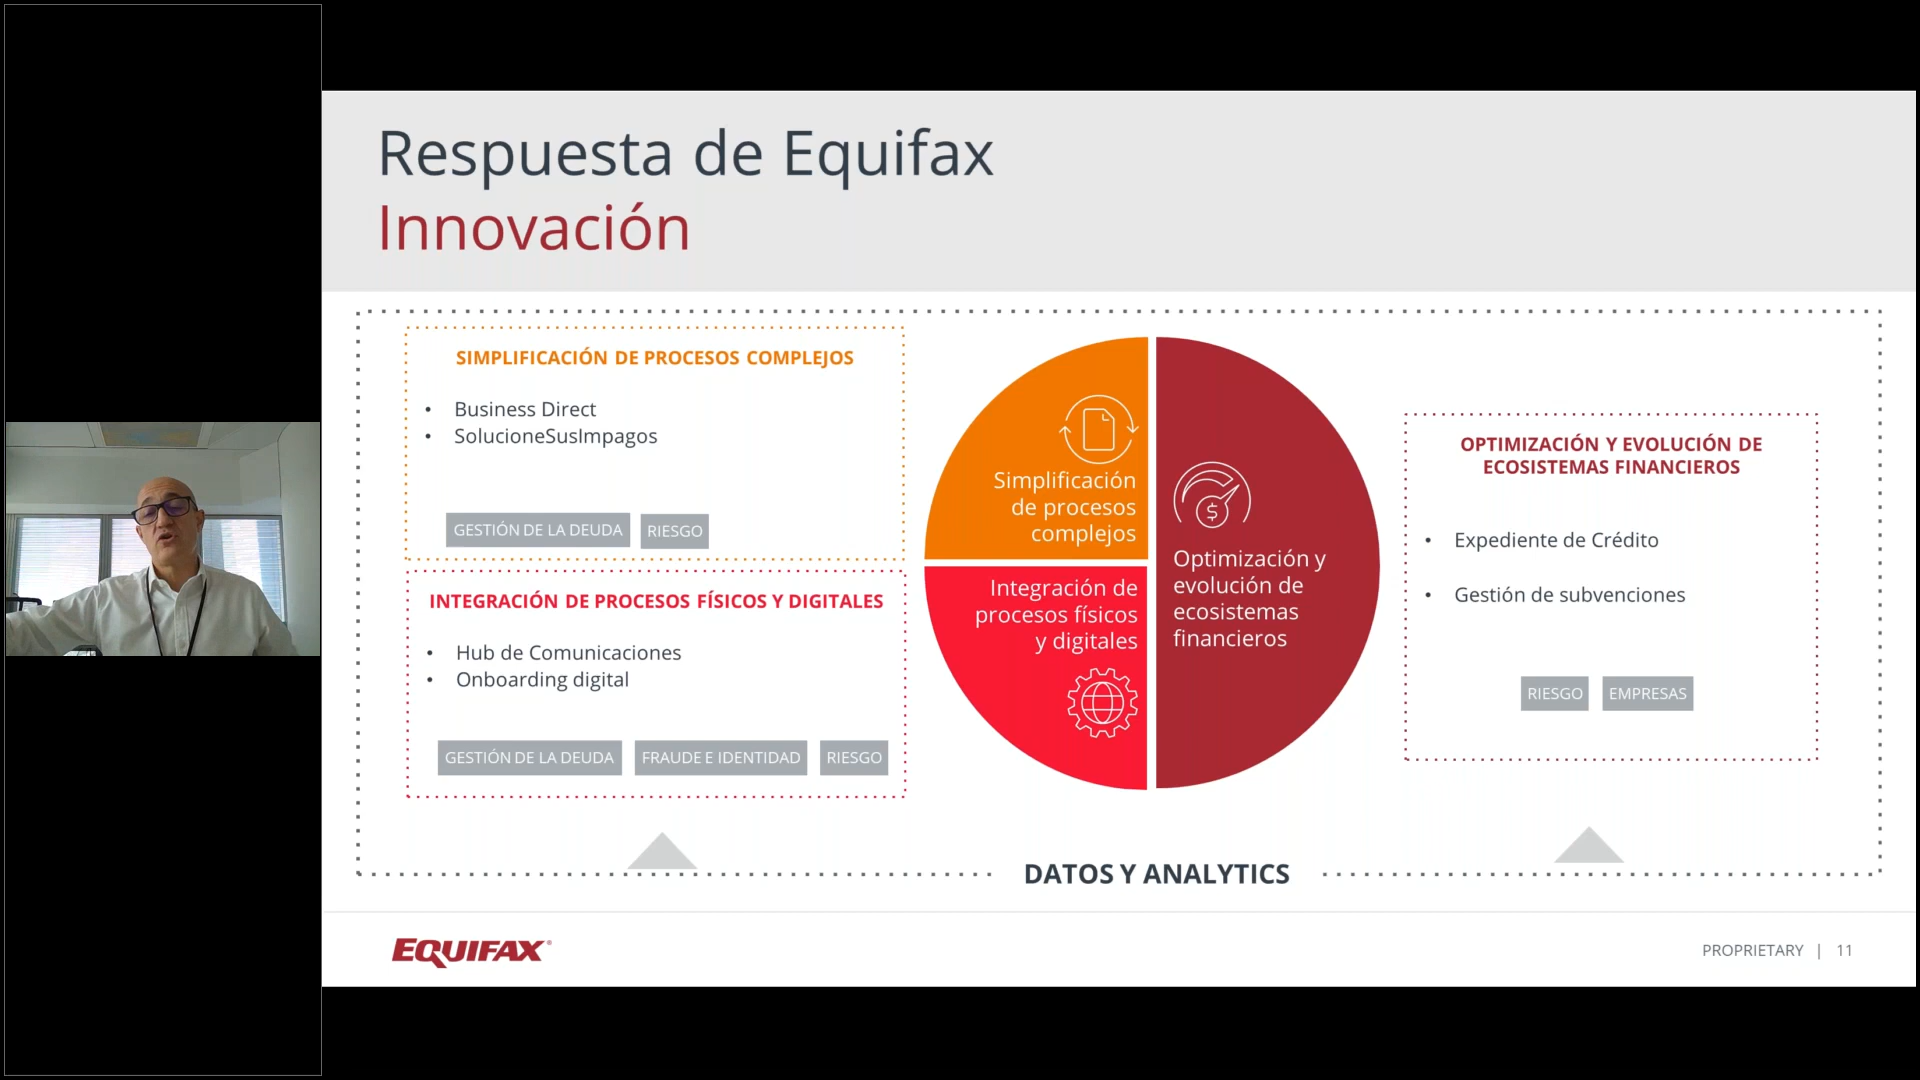 Respuesta de Equifax
Innovación
SIMPLIFICACIÓN DE PROCESOS COMPLEJOS
• Business Direct
• SolucioneSusImpagos
GESTIÓN DE LA DEUDA
RIESGO
INTEGRACIÓN DE PROCESOS FÍSICOS Y DIGITALES
• Hub de Comunicaciones
• Onboarding digital
GESTIÓN DE LA DEUDA
FRAUDE E IDENTIDAD
RIESGO
Simplificación
de procesos
complejos
Integración de
procesos físicos
y digitales
$
Optimización y
evolución de
ecosistemas
financieros
OPTIMIZACIÓN Y EVOLUCIÓN DE
ECOSISTEMAS FINANCIEROS
• Expediente de Crédito
• Gestión de subvenciones
RIESGO
EMPRESAS
DATOS Y ANALYTICS
EQUIFAX®
PROPRIETARY | 11